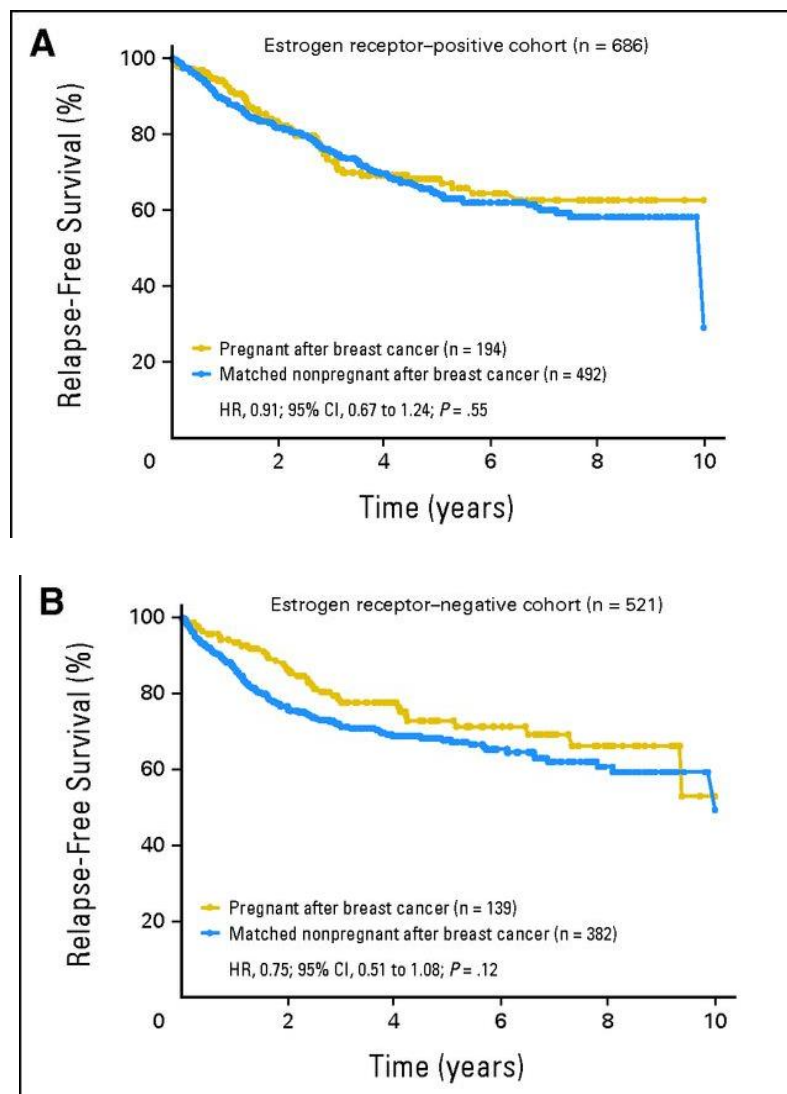 A
Estrogen receptor–positive cohort (n = 686)
Relapse-Free Survival (%)
100
80
60
40
20
0
Pregnant after breast cancer (n = 194)
Matched nonpregnant after breast cancer (n = 492)
HR, 0.91; 95% CI, 0.67 to 1.24; P = .55
2
4
6
8
10
Time (years)
B
Estrogen receptor–negative cohort (n = 521)
Relapse-Free Survival (%)
100
80
60
40
20
0
Pregnant after breast cancer (n = 139)
Matched nonpregnant after breast cancer (n = 382)
HR, 0.75; 95% CI, 0.51 to 1.08; P = .12
2
4
6
8
10
Time (years)